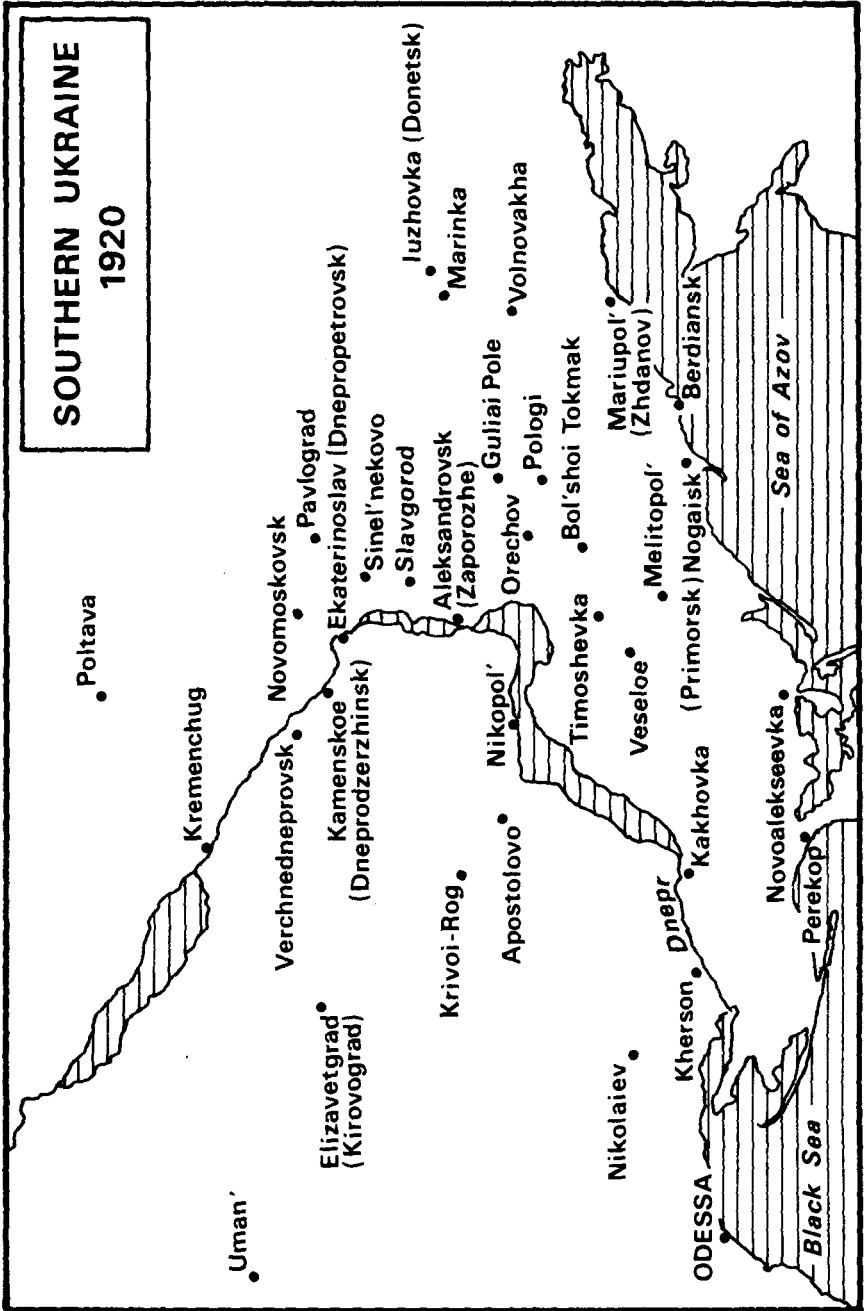 SOUTHERN UKRAINE
1920
Poltava
Kremenchug
Uman'
Novomoskovsk
Pavlograd
Verchnedneprovsk
Ekaterinoslav (Dnepropetrovsk)
Kamenskoe
(Dneprodzerzhinsk)
Elizavetgrad
(Kirovograd)
Sinel'nekovo
Slavgorod
Iuzhovka (Donetsk)
Marinka
Aleksandrovsk
(Zaporozhe)
Krivoi-Rog
Guliai Pole
Volnovakha
Apostolovo
Nikopol'
Orechov
Pologi
Bol'shoi Tokmak
Timoshevka
Mariupol'
(Zhdanov)
Nikolaiev
Veseloe
Melitopol'
Kherson
Dnepr
Kakhovka
(Primorsk) Nogaisk
Berdiansk
ODESSA
Novoalekseevka
Perekop
Sea of Azov
Black Sea